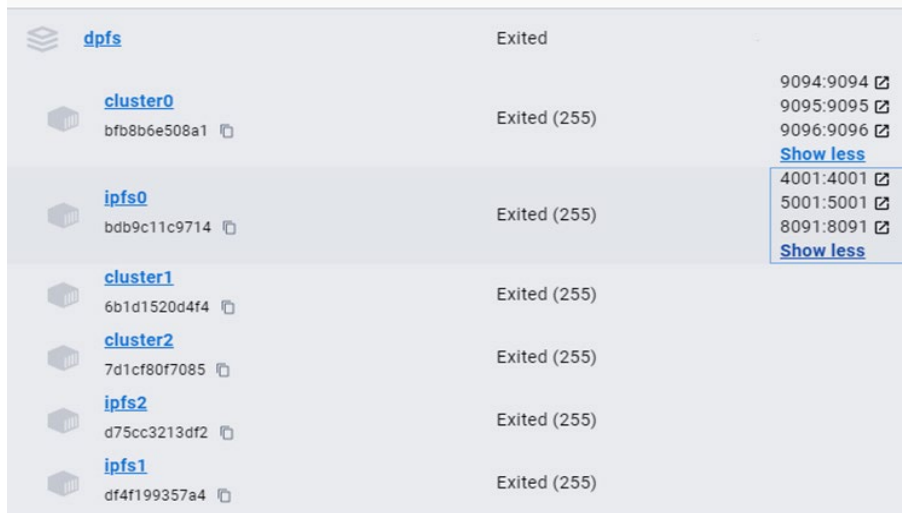 dpfs Exited
cluster0
bfb8b6e508a1
Exited (255)
9094:9094
9095:9095
9096:9096
Show less
ipfs0
bdb9c11c9714
Exited (255)
4001:4001
5001:5001
8091:8091
Show less
cluster1
6b1d1520d4f4
Exited (255)
cluster2
7d1cf80f7085
Exited (255)
ipfs2
d75cc3213df2
Exited (255)
ipfs1
df4f199357a4
Exited (255)